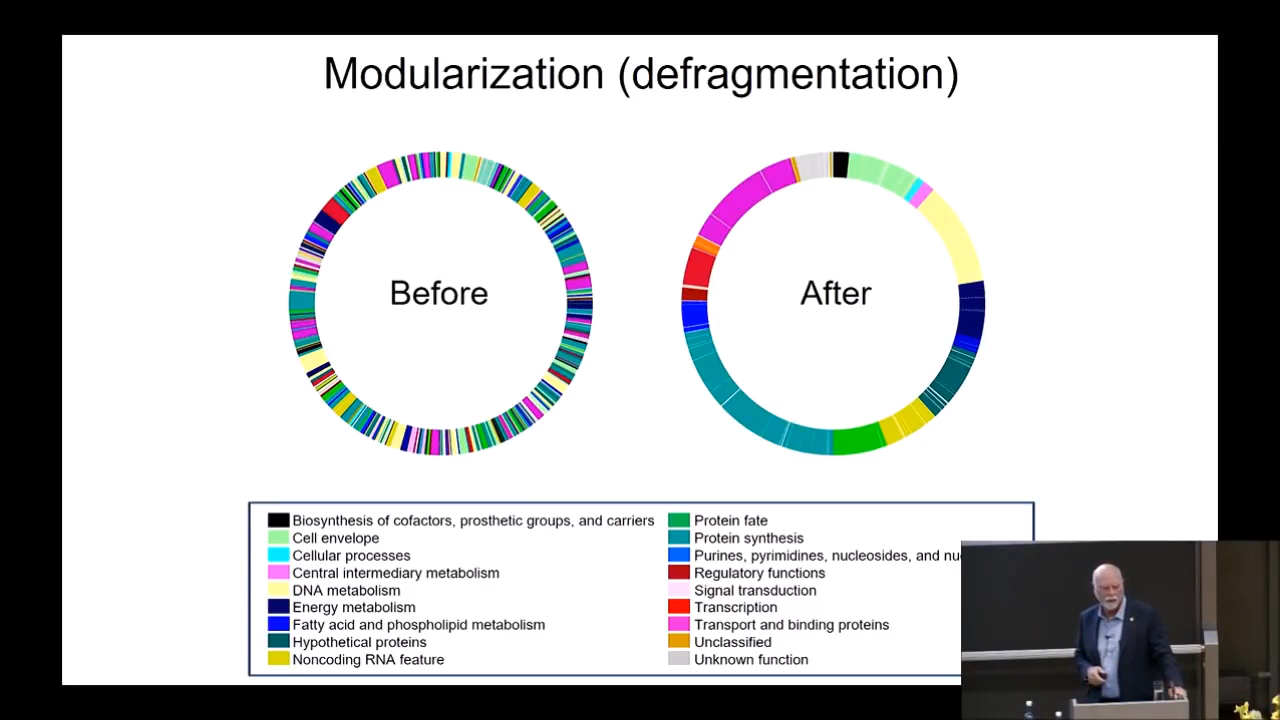 Modularization (defragmentation)
Before
After
Biosynthesis of cofactors, prosthetic groups, and carriers
Cell envelope
Cellular processes
Central intermediary metabolism
DNA metabolism
Energy metabolism
Fatty acid and phospholipid metabolism
Hypothetical proteins
Noncoding RNA feature
Protein fate
Protein synthesis
Purines, pyrimidines, nucleosides, and
Regulatory functions
Signal transduction
Transcription
Transport and binding proteins
Unclassified
Unknown function